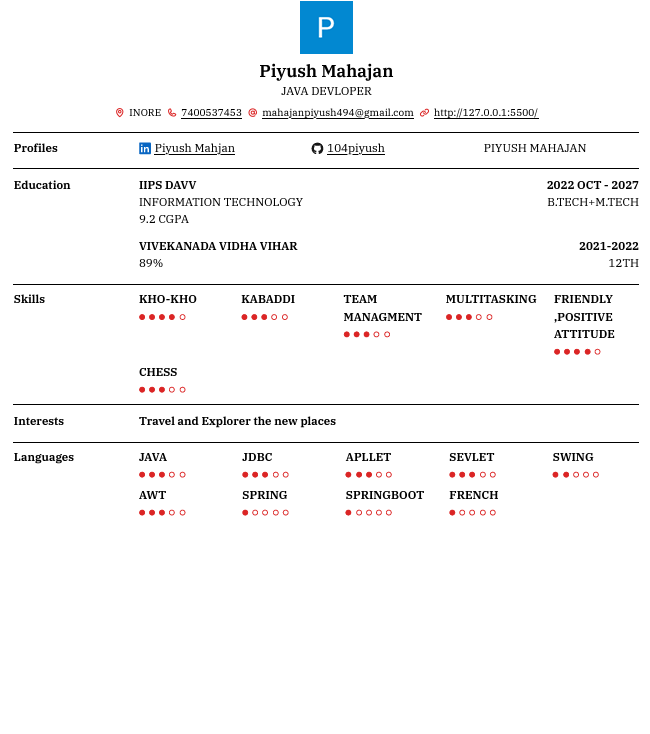 P
Piyush Mahajan
JAVA DEVLOPER
INORE 7400537453 mahajanpiyush494@gmail.com http://127.0.0.1:5500/
Profiles in Piyush Mahjan 104piyush PIYUSH MAHAJAN
Education IIPS DAVV 2022 OCT - 2027
INFORMATION TECHNOLOGY B.TECH+M.TECH
9.2 CGPA
VIVEKANADA VIDHA VIHAR 2021-2022
89% 12TH
Skills KHO-KHO KABADDI TEAM MULTITASKING FRIENDLY
MANAGMENT ,POSITIVE
ATTITUDE
CHESS
Interests Travel and Explorer the new places
Languages JAVA JDBC APLLET SEVLET SWING
AWT SPRING SPRINGBOOT FRENCH